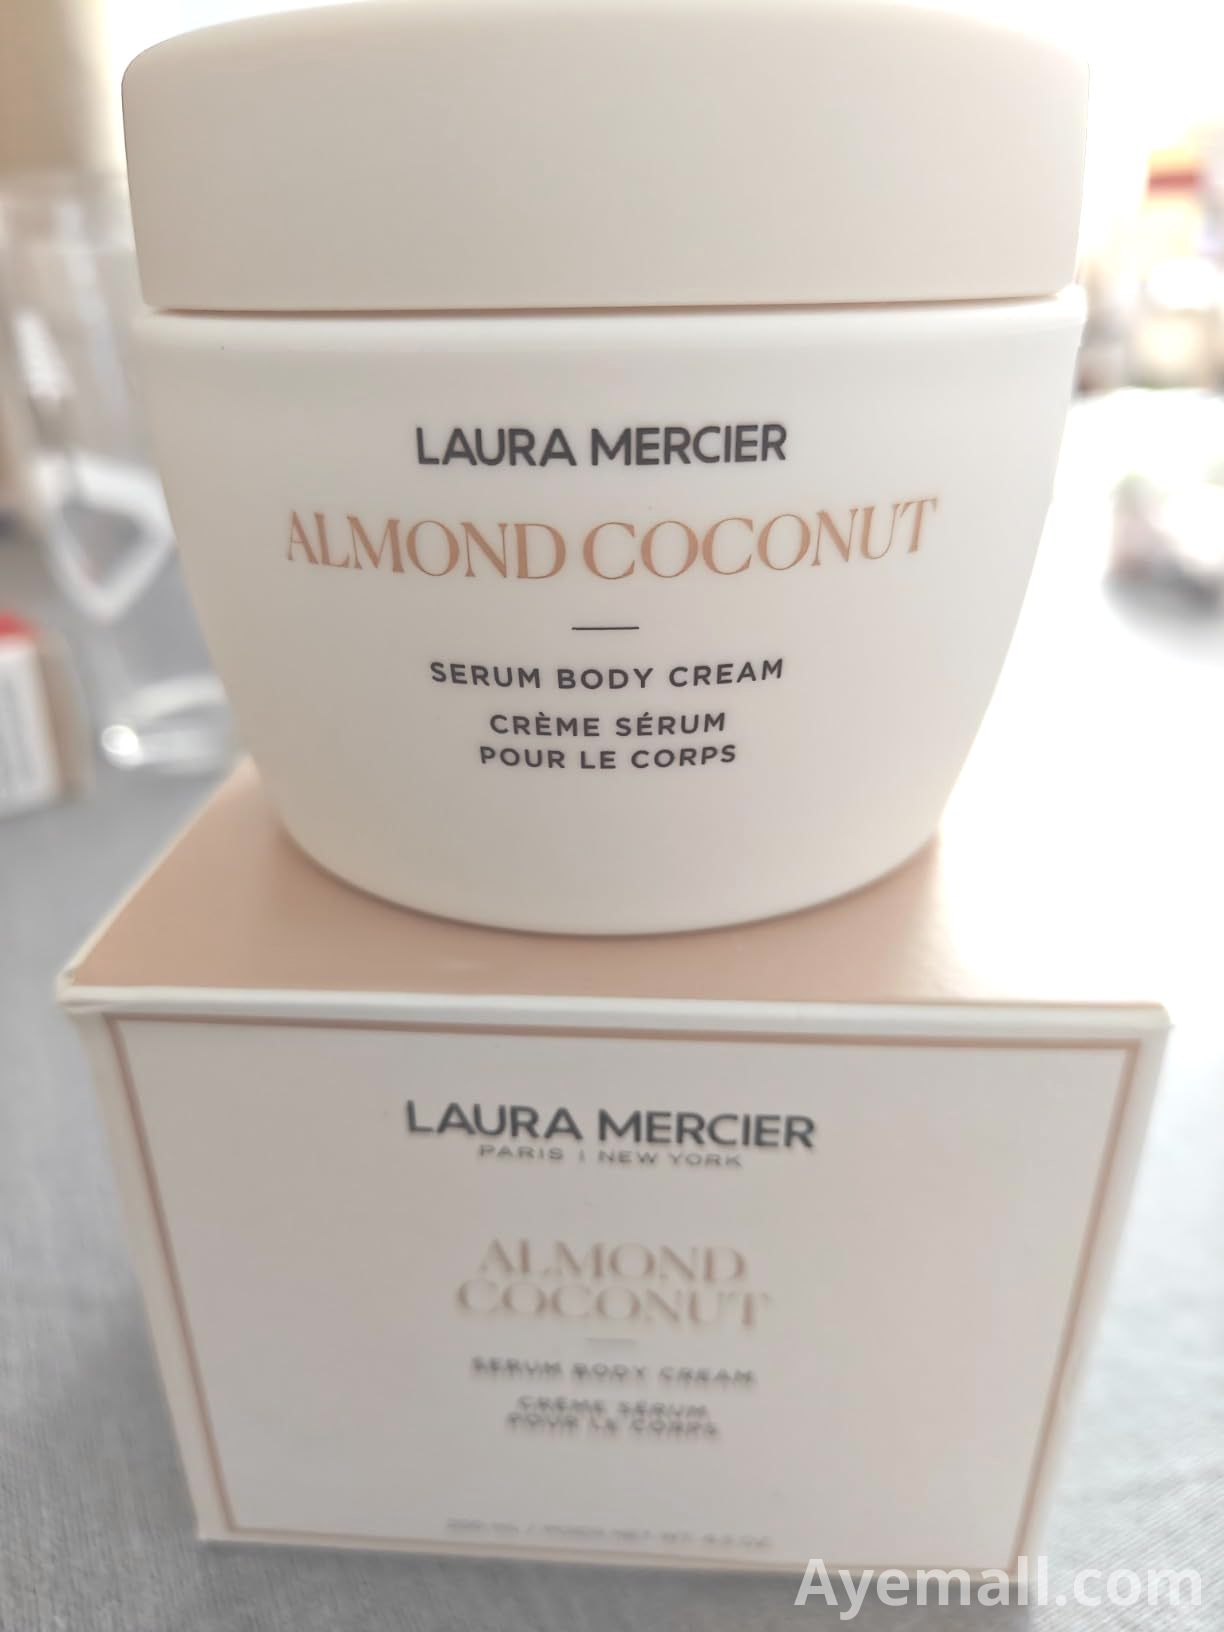 LAURA MERCIER
ALMOND COCONUT
SERUM BODY CREAM
CRÈME SÉRUM
POUR LE CORPS
LAURA MERCIER
PARIS | NEW YORK
ALMOND
COCONUT
SERUM BODY CREAM
CRÈME SÉRUM
POUR LE CORPS
Ayemall.com